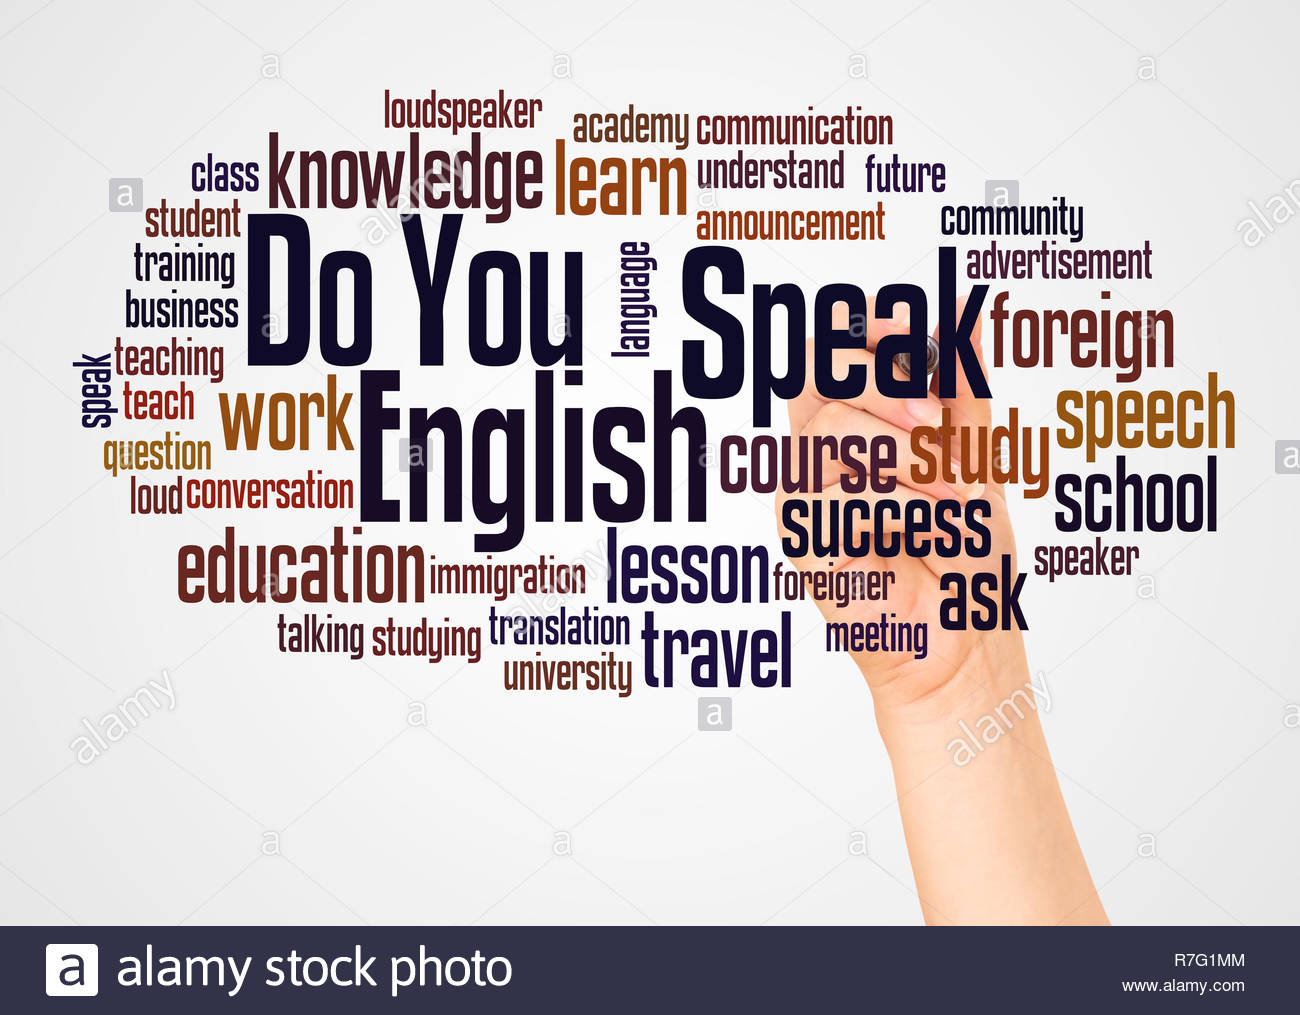 loudspeaker
academy communication
class knowledge learn understand future
student announcement community
training Do You language Speak advertisement
business foreign
speak teaching
teach work English speech
question course study
loud conversation school
success
education immigration lesson foreigner ask speaker
talking studying translation travel meeting
university
a alamy stock photo
R7G1MM
www.alamy.com
a
alamy